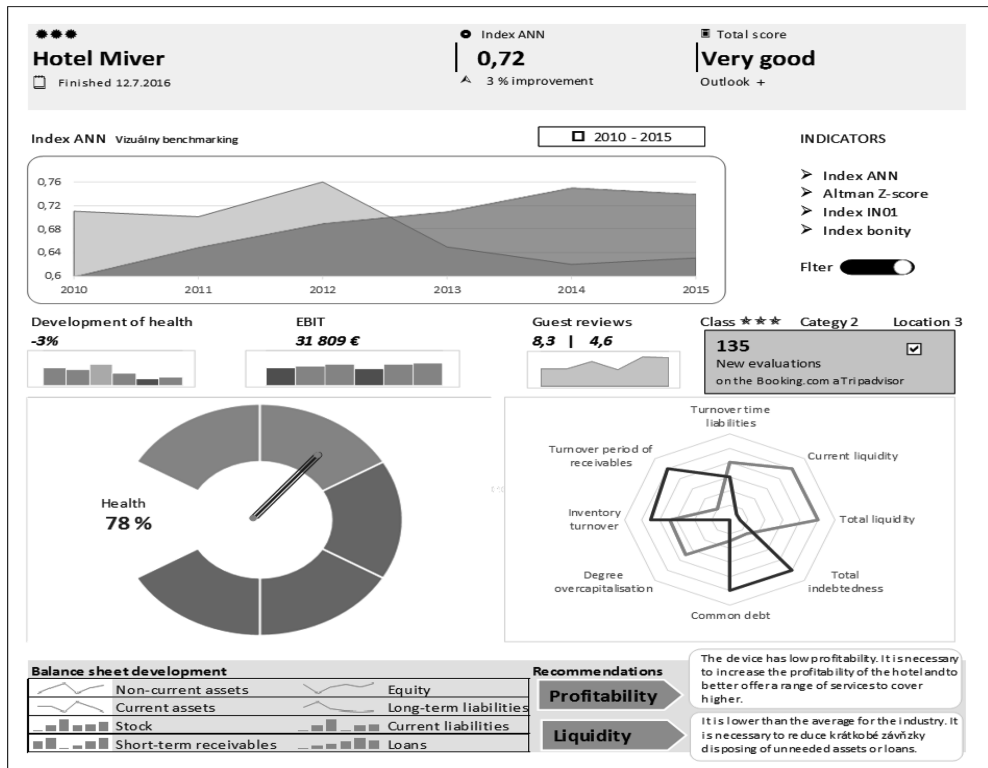 Hotel Miver
Finished 12.7.2016
Index ANN
0,72
3 % improvement
Total score
Very good
Outlook +
Index ANN Vizuálny benchmarking
2010 - 2015
0,76
0,72
0,68
0,64
0,6
2010 2011 2012 2013 2014 2015
INDICATORS
Index ANN
Altman Z-score
Index IN01
Index bonity
Flter
Development of health
-3%
EBIT
31 809 €
Guest reviews
8,3 | 4,6
Class Categy 2 Location 3
135
New evaluations
on the Booking.com a Tripadvisor
Health
78 %
Turnover time
liabilities
Current liquidity
Total liquidity
Total
indebtedness
Common debt
Degree
overcapitalisation
Inventory
turnover
Turnover period of
receivables
Balance sheet development
Non-current assets
Equity
Current assets
Long-term liabilities
Stock
Current liabilities
Short-term receivables
Loans
Recommendations
Profitability
The device has low profitability. It is necessary
to increase the profitability of the hotel and to
better offer a range of services to cover
higher.
Liquidity
It is lower than the average for the industry. It
is necessary to reduce krátkobé závňzky
disposing of unneeded assets or loans.